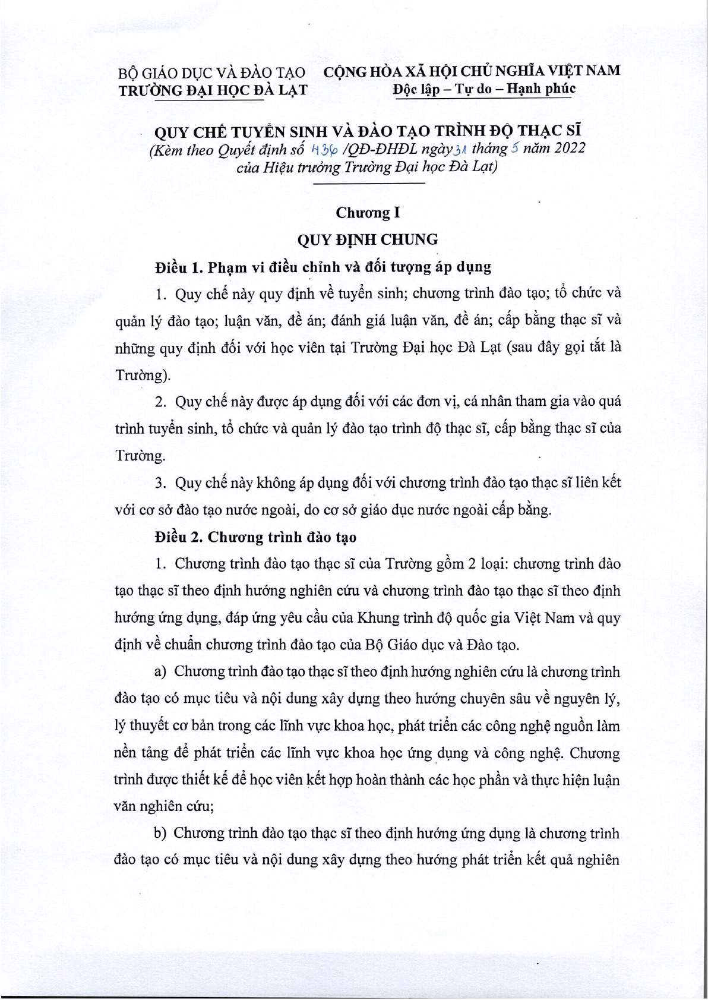 BỘ GIÁO DỤC VÀ ĐÀO TẠO
TRƯỜNG ĐẠI HỌC ĐÀ LẠT
CỘNG HÒA XÃ HỘI CHỦ NGHĨA VIỆT NAM
Độc lập – Tự do – Hạnh phúc
QUY CHẾ TUYỂN SINH VÀ ĐÀO TẠO TRÌNH ĐỘ THẠC SĨ
(Kèm theo Quyết định số 436 /QĐ-ĐHĐL ngày 31 tháng 5 năm 2022
của Hiệu trưởng Trường Đại học Đà Lạt)
Chương I
QUY ĐỊNH CHUNG
Điều 1. Phạm vi điều chỉnh và đối tượng áp dụng
1. Quy chế này quy định về tuyển sinh; chương trình đào tạo; tổ chức và
quản lý đào tạo; luận văn, đề án; đánh giá luận văn, đề án; cấp bằng thạc sĩ và
những quy định đối với học viên tại Trường Đại học Đà Lạt (sau đây gọi tắt là
Trường).
2. Quy chế này được áp dụng đối với các đơn vị, cá nhân tham gia vào quá
trình tuyển sinh, tổ chức và quản lý đào tạo trình độ thạc sĩ, cấp bằng thạc sĩ của
Trường.
3. Quy chế này không áp dụng đối với chương trình đào tạo thạc sĩ liên kết
với cơ sở đào tạo nước ngoài, do cơ sở giáo dục nước ngoài cấp bằng.
Điều 2. Chương trình đào tạo
1. Chương trình đào tạo thạc sĩ của Trường gồm 2 loại: chương trình đào
tạo thạc sĩ theo định hướng nghiên cứu và chương trình đào tạo thạc sĩ theo định
hướng ứng dụng, đáp ứng yêu cầu của Khung trình độ quốc gia Việt Nam và quy
định về chuẩn chương trình đào tạo của Bộ Giáo dục và Đào tạo.
a) Chương trình đào tạo thạc sĩ theo định hướng nghiên cứu là chương trình
đào tạo có mục tiêu và nội dung xây dựng theo hướng chuyên sâu về nguyên lý,
lý thuyết cơ bản trong các lĩnh vực khoa học, phát triển các công nghệ nguồn làm
nền tảng để phát triển các lĩnh vực khoa học ứng dụng và công nghệ. Chương
trình được thiết kế để học viên kết hợp hoàn thành các học phần và thực hiện luận
văn nghiên cứu;
b) Chương trình đào tạo thạc sĩ theo định hướng ứng dụng là chương trình
đào tạo có mục tiêu và nội dung xây dựng theo hướng phát triển kết quả nghiên